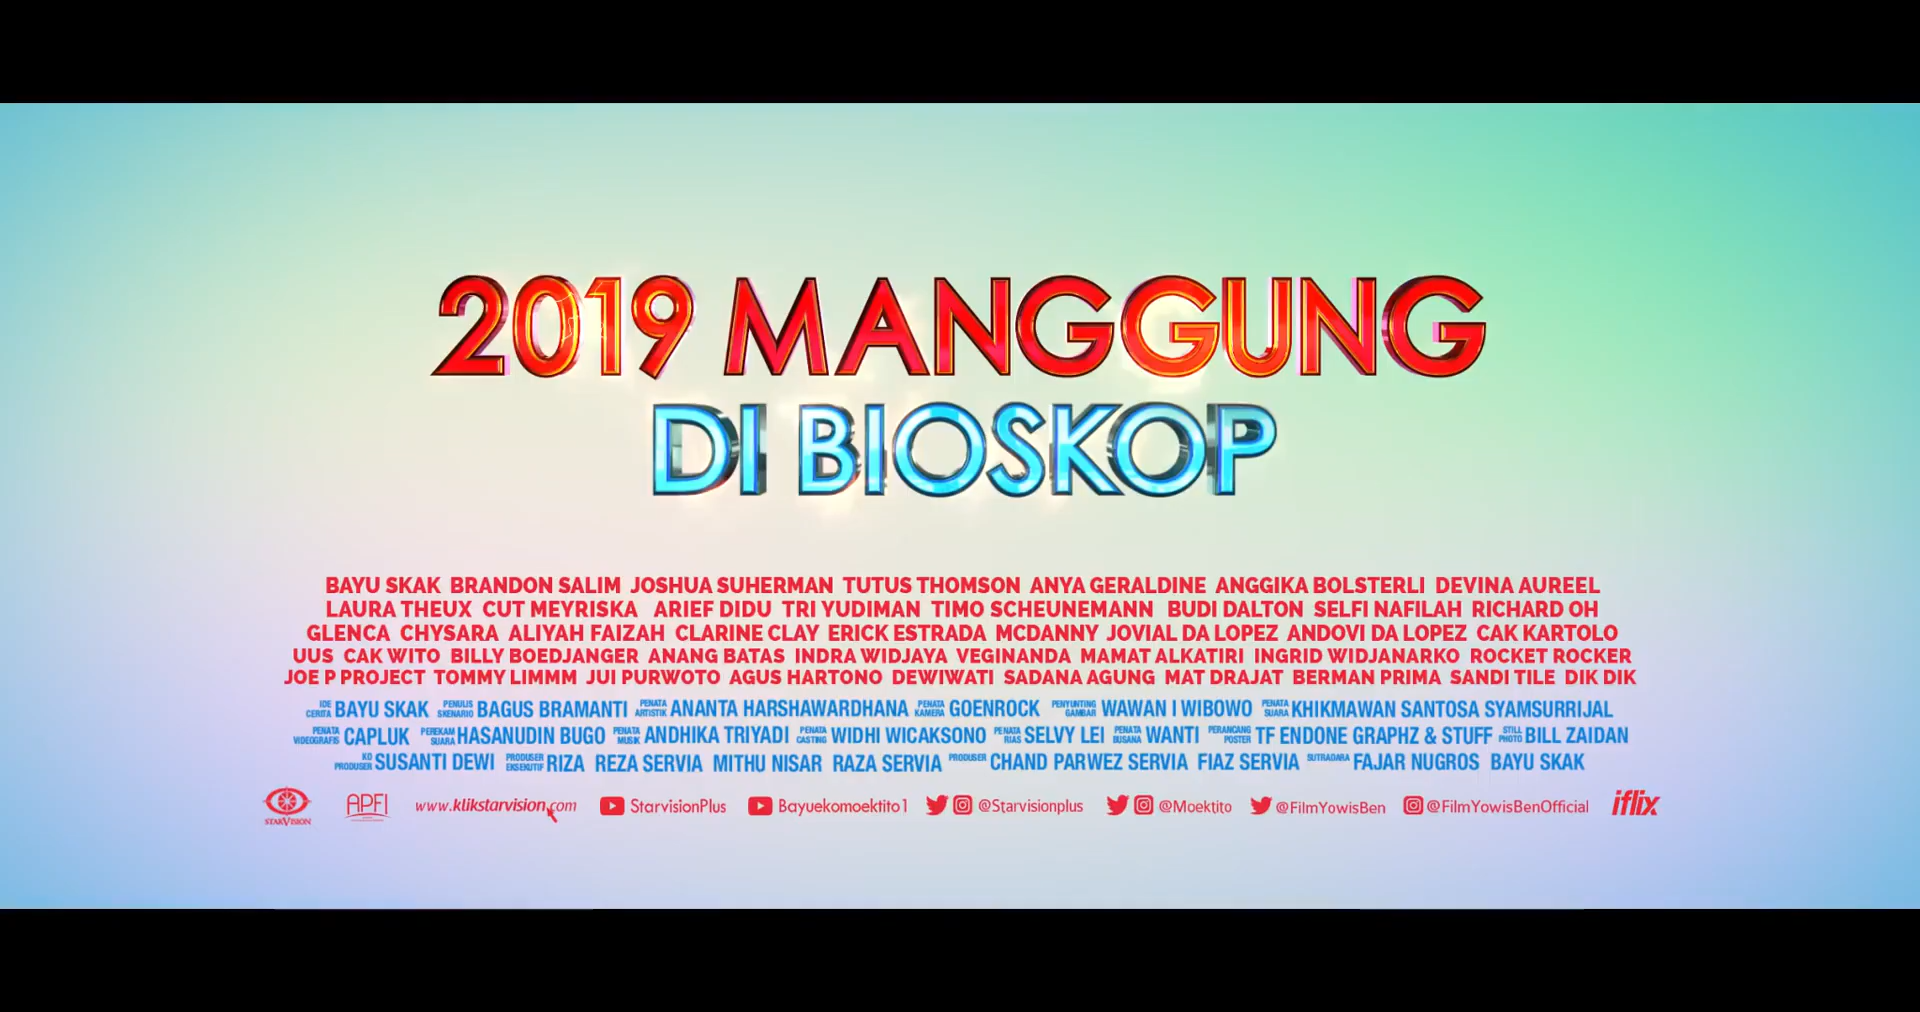 2019 MANGGUNG
DI BIOSKOP
BAYU SKAK BRANDON SALIM JOSHUA SUHERMAN TUTUS THOMSON ANYA GERALDINE ANGGIKA BOLSTERLI DEVINA AUREEL
LAURA THEUX CUT MEYRISKA ARIEF DIDU TRI YUDIMAN TIMO SCHEUNEMANN BUDI DALTON SELFI NAFILAH RICHARD OH
GLENCA CHYSARA ALIYAH FAIZAH CLARINE CLAY ERICK ESTRADA MCDANNY JOVIAL DA LOPEZ ANDOVI DA LOPEZ CAK KARTOLO
UUS CAK WITO BILLY BOEDJANGER ANANG BATAS INDRA WIDJAYA VEGINANDA MAMAT ALKATIRI INGRID WIDJANARKO ROCKET ROCKER
JOE P PROJECT TOMMY LIMMM JUI PURWOTO AGUS HARTONO DEWIWATI SADANA AGUNG MAT DRAJAT BERMAN PRIMA SANDI TILE DIK DIK
IDE CERITA BAYU SKAK PENULIS SKENARIO BAGUS BRAMANTI PENATA ARTISTIK ANANTA HARSHAWARDHANA PENATA KAMERA GOENROCK PENYUNTING GAMBAR WAWAN I WIBOWO PENATA SUARA KHIKMAWAN SANTOSA SYAMSURRIJAL
PENATA VIDEOGRAFIS CAPLUK PEREKAM SUARA HASANUDIN BUGO PENATA MUSIK ANDHIKA TRIYADI PENATA CASTING WIDHI WICAKSONO PENATA RIAS SELVY LEI PENATA BUSANA WANTI PERANCANG POSTER TF ENDONE GRAPHZ & STUFF STILL PHOTO BILL ZAIDAN
KO PRODUSER SUSANTI DEWI PRODUSER EKSEKUTIF RIZA REZA SERVIA MITHU NISAR RAZA SERVIA PRODUSER CHAND PARWEZ SERVIA FIAZ SERVIA SUTRADARA FAJAR NUGROS BAYU SKAK
STARVISION APFI www.klikstarvision.com StarvisionPlus Bayuekomoektito1 @Starvisionplus @Moektito @FilmYowisBen @FilmYowisBenOfficial iflix